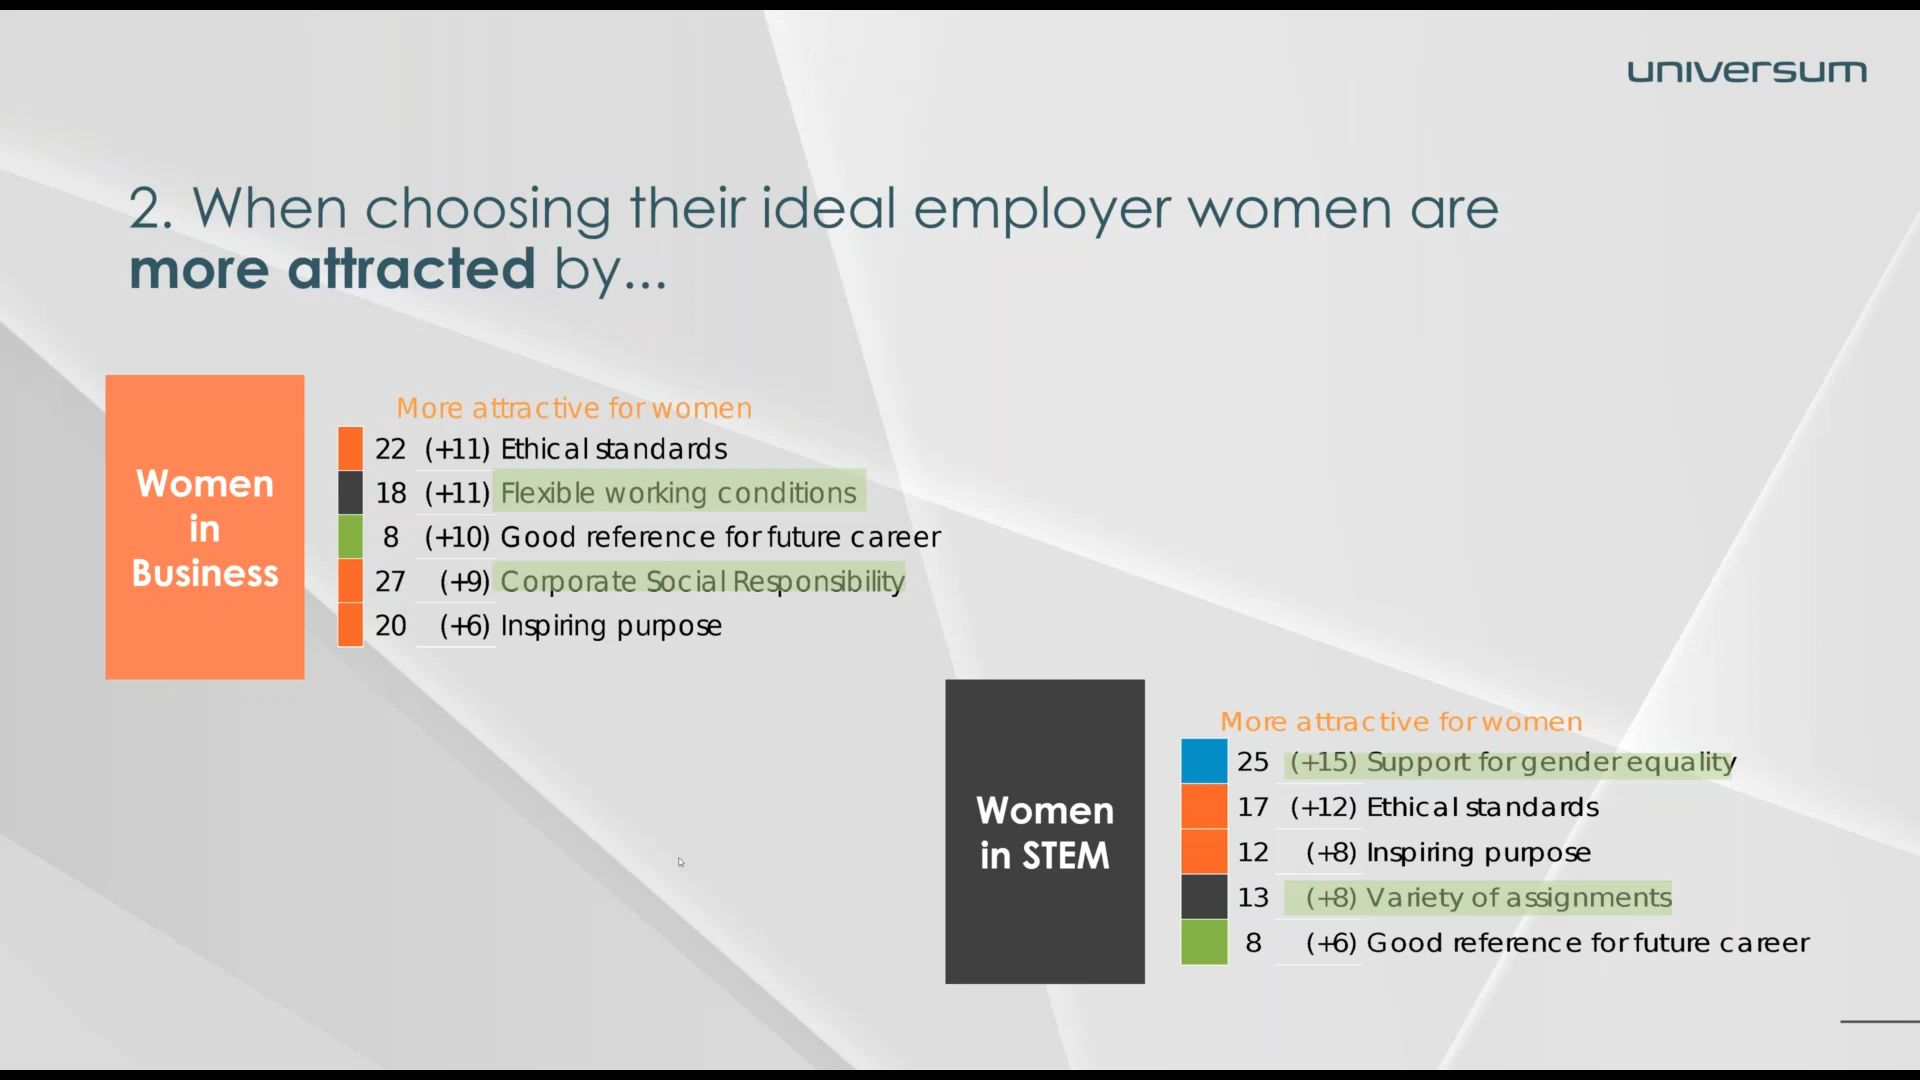 universum
2. When choosing their ideal employer women are
more attracted by...
Women
in
Business
More attractive for women
22 (+11) Ethical standards
18 (+11) Flexible working conditions
8 (+10) Good reference for future career
27 (+9) Corporate Social Responsibility
20 (+6) Inspiring purpose
Women
in STEM
More attractive for women
25 (+15) Support for gender equality
17 (+12) Ethical standards
12 (+8) Inspiring purpose
13 (+8) Variety of assignments
8 (+6) Good reference for future career